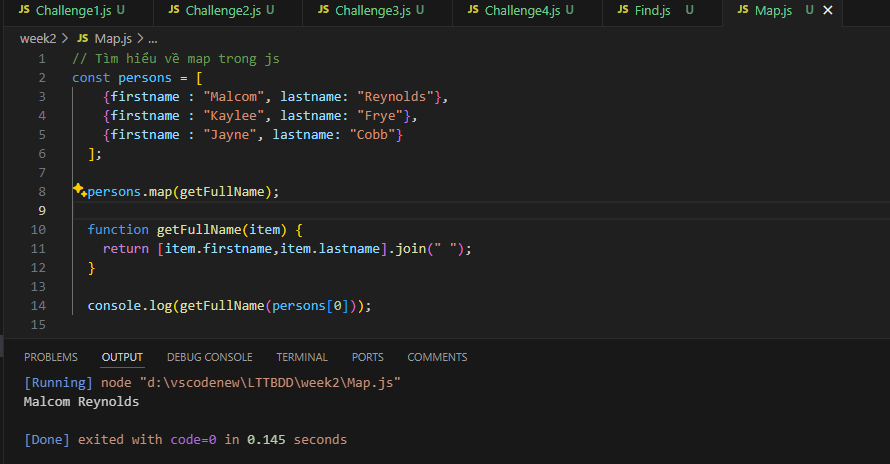 JS Challenge1.js U JS Challenge2.js U JS Challenge3.js U JS Challenge4.js U JS Find.js U JS Map.js U
week2 > JS Map.js > ...
1 // Tìm hiểu về map trong js
2 const persons = [
3 {firstname : "Malcom", lastname: "Reynolds"},
4 {firstname : "Kaylee", lastname: "Frye"},
5 {firstname : "Jayne", lastname: "Cobb"}
6 ];
7
8 persons.map(getFullName);
9
10 function getFullName(item) {
11 return [item.firstname,item.lastname].join(" ");
12 }
13
14 console.log(getFullName(persons[0]));
15
PROBLEMS OUTPUT DEBUG CONSOLE TERMINAL PORTS COMMENTS
[Running] node "d:\vscodenew\LTTBDD\week2\Map.js"
Malcom Reynolds
[Done] exited with code=0 in 0.145 seconds